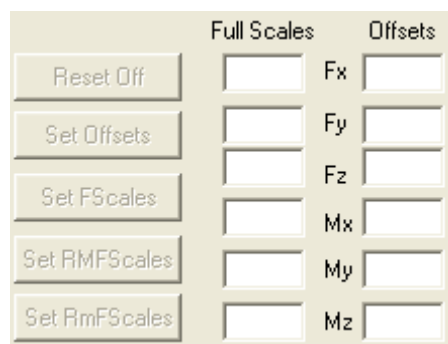 Full Scales Offsets
Reset Off Fx
Set Offsets Fy
Fz
Set FScales
Mx
Set RMFScales My
Set RmFScales Mz